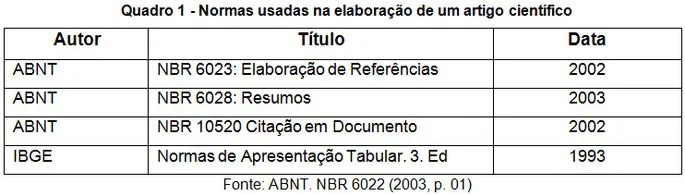 Quadro 1 - Normas usadas na elaboração de um artigo científico
Autor Título Data
ABNT NBR 6023: Elaboração de Referências 2002
ABNT NBR 6028: Resumos 2003
ABNT NBR 10520 Citação em Documento 2002
IBGE Normas de Apresentação Tabular. 3. Ed 1993
Fonte: ABNT. NBR 6022 (2003, p. 01)